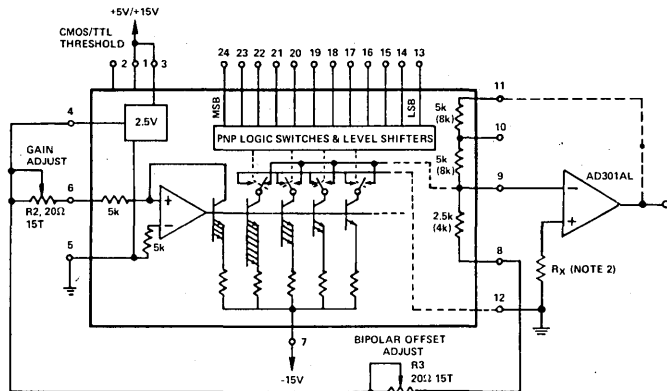 +5V/+15V
CMOS/TTL
THRESHOLD
2 1 3
24 23 22 21 20 19 18 17 16 15 14 13
MSB
LSB
PNP LOGIC SWITCHES & LEVEL SHIFTERS
4
2.5V
GAIN
ADJUST
6
R2, 20Ω
15T
5k
+
−
5k
5
7
-15V
11
5k
(8k)
10
5k
(8k)
9
2.5k
(4k)
8
12
−
+
AD301AL
RX (NOTE 2)
BIPOLAR OFFSET
ADJUST
R3
20Ω 15T